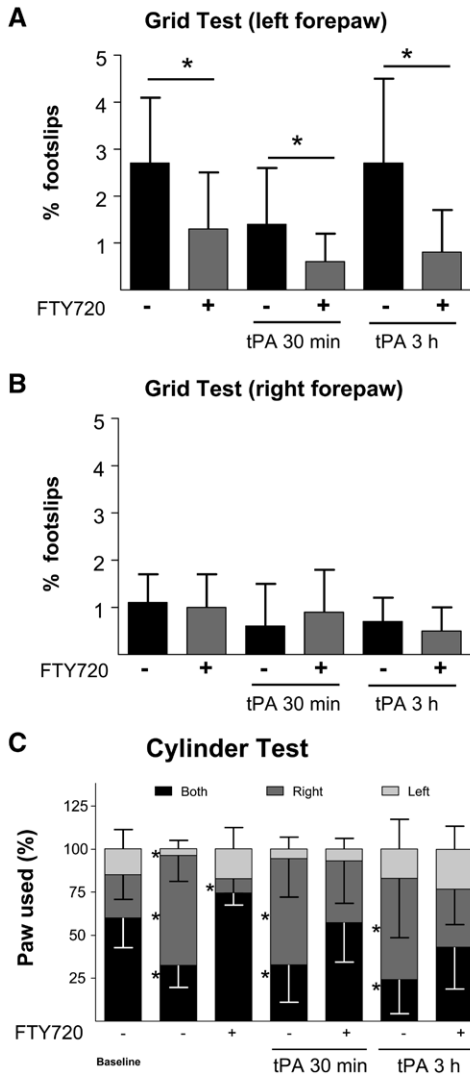 A
Grid Test (left forepaw)
5
4
3
2
1
% footslips
* * *
FTY720 - + - + - +
tPA 30 min tPA 3 h
B
Grid Test (right forepaw)
5
4
3
2
1
% footslips
FTY720 - + - + - +
tPA 30 min tPA 3 h
C
Cylinder Test
Both Right Left
125
100
75
50
25
Paw used (%)
* * * * * * * *
FTY720 - - + - + - +
Baseline tPA 30 min tPA 3 h